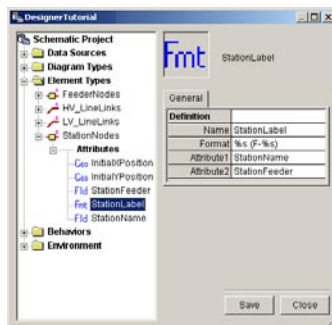 DesignerTutorial
Schematic Project
Data Sources
Diagram Types
Element Types
FeederNodes
HV_LineLinks
LV_LineLinks
StationNodes
Attributes
Geo InitialXPosition
Geo InitialYPosition
Fld StationFeeder
Fmt StationLabel
Fld StationName
Behaviors
Environment
Fmt
StationLabel
General
Definition
Name StationLabel
Format %s (F-%s)
Attribute1 StationName
Attribute2 StationFeeder
Save Close